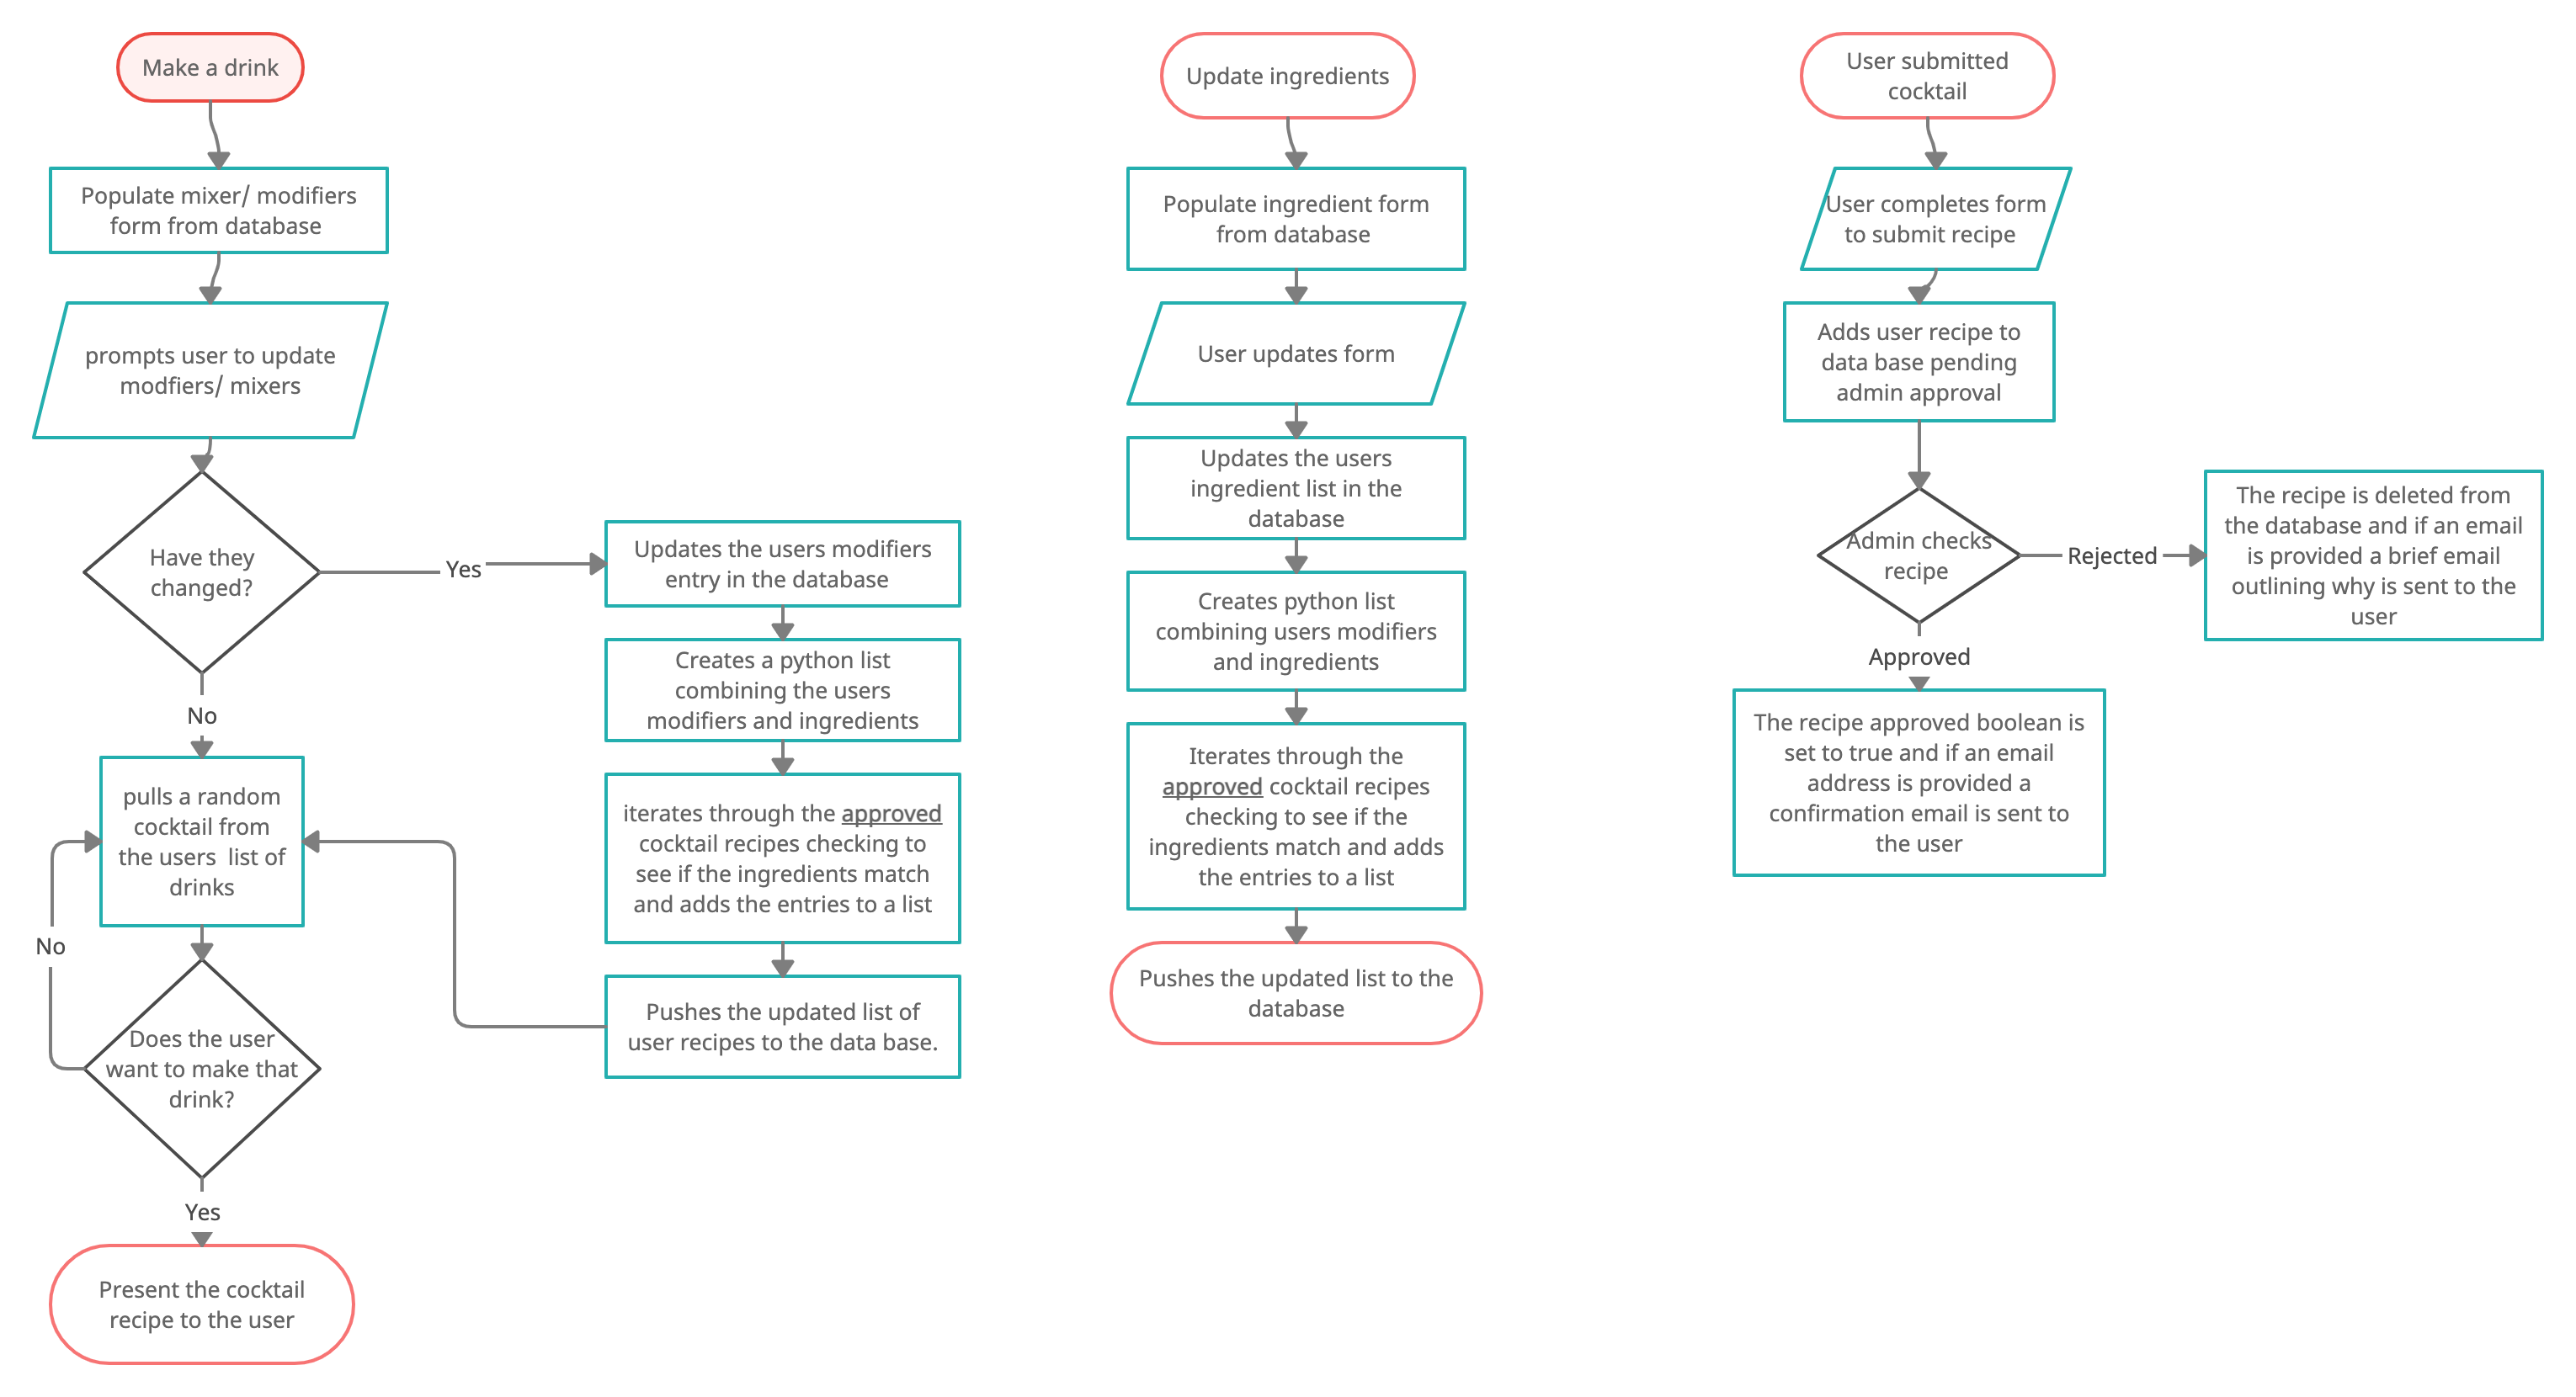 Make a drink
Populate mixer/ modifiers
form from database
prompts user to update
modfiers/ mixers
Have they
changed?
Yes
No
Updates the users modifiers
entry in the database
Creates a python list
combining the users
modifiers and ingredients
iterates through the approved
cocktail recipes checking to
see if the ingredients match
and adds the entries to a list
Pushes the updated list of
user recipes to the data base.
pulls a random
cocktail from
the users  list of
drinks
No
Does the user
want to make that
drink?
Yes
Present the cocktail
recipe to the user
Update ingredients
Populate ingredient form
from database
User updates form
Updates the users
ingredient list in the
database
Creates python list
combining users modifiers
and ingredients
Iterates through the
approved cocktail recipes
checking to see if the
ingredients match and adds
the entries to a list
Pushes the updated list to the
database
User submitted
cocktail
User completes form
to submit recipe
Adds user recipe to
data base pending
admin approval
Admin checks
recipe
Rejected
The recipe is deleted from
the database and if an email
is provided a brief email
outlining why is sent to the
user
Approved
The recipe approved boolean is
set to true and if an email
address is provided a
confirmation email is sent to
the user